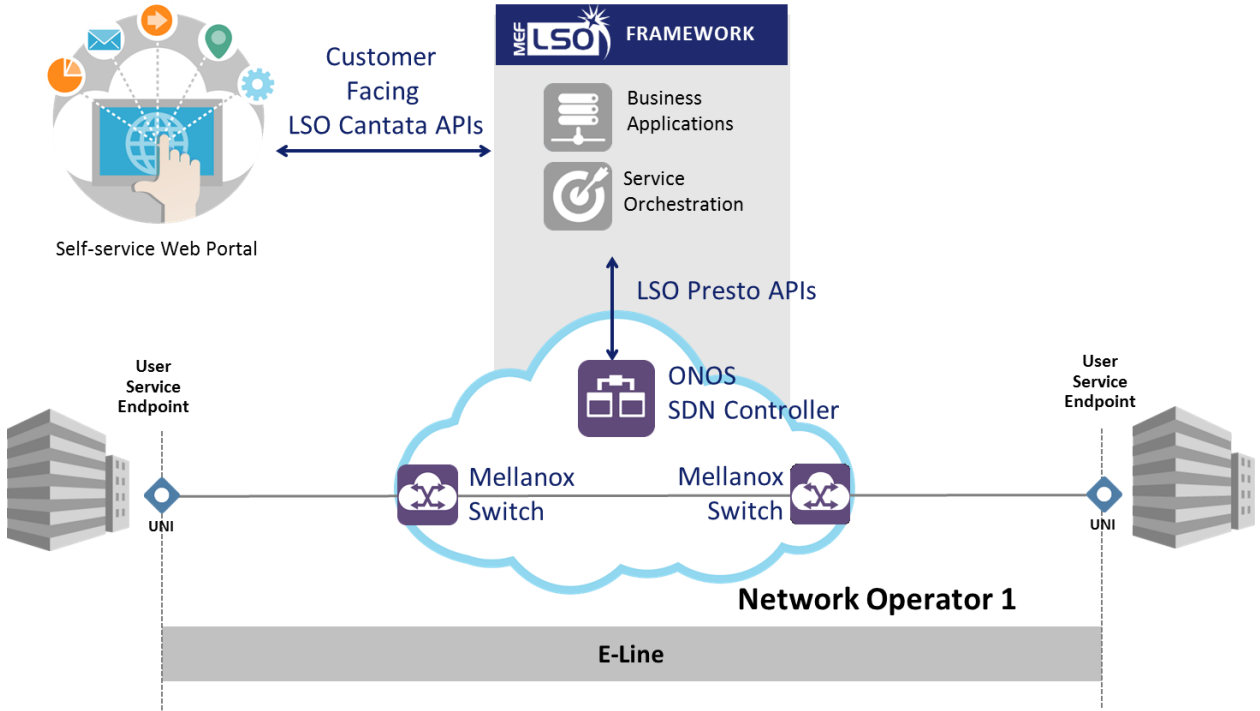 MEF LSO FRAMEWORK
Customer
Facing
LSO Cantata APIs
Business
Applications
Service
Orchestration
Self-service Web Portal
LSO Presto APIs
ONOS
SDN Controller
User
Service
Endpoint
User
Service
Endpoint
Mellanox
Switch
Mellanox
Switch
UNI
UNI
Network Operator 1
E-Line